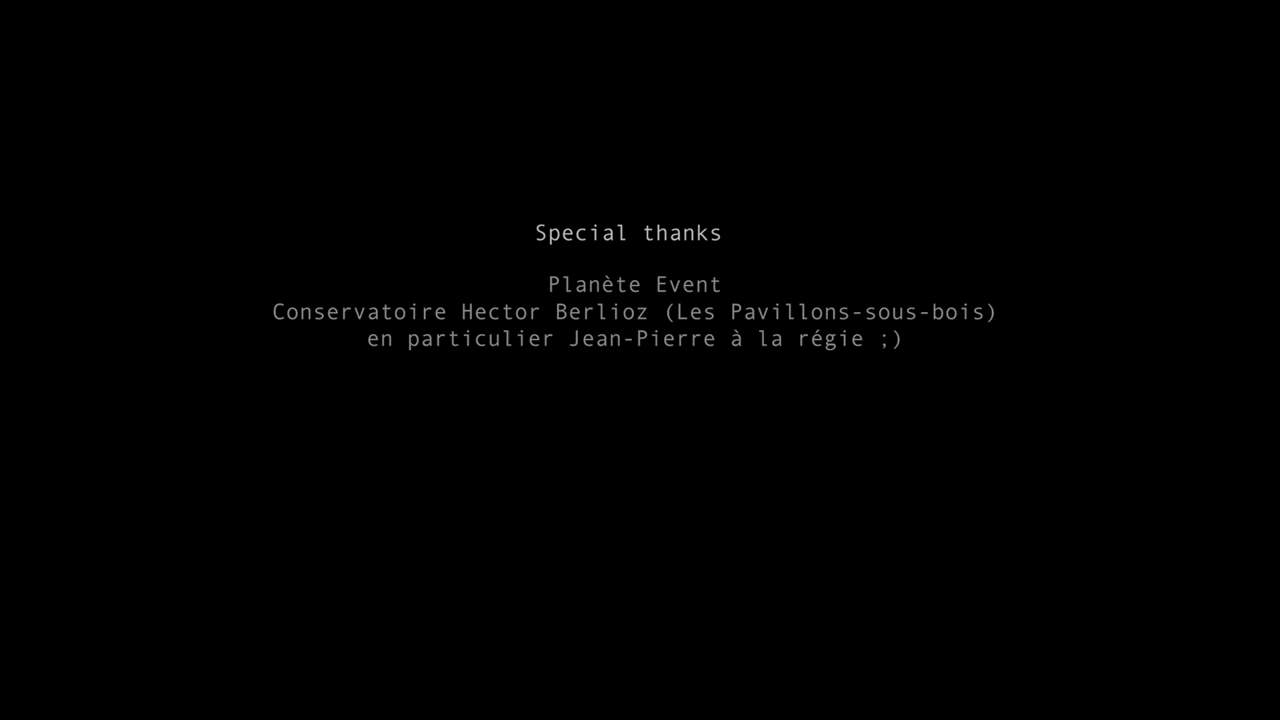 Special thanks
Planète Event
Conservatoire Hector Berlioz (Les Pavillons-sous-bois)
en particulier Jean-Pierre à la régie ;)